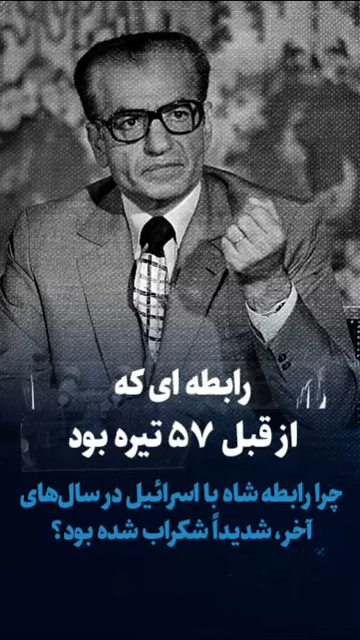 رابطه ای که
از قبل ۵۷ تیره بود
چرا رابطه شاه با اسرائیل در سال‌های
آخر، شدیداً شکراب شده بود؟